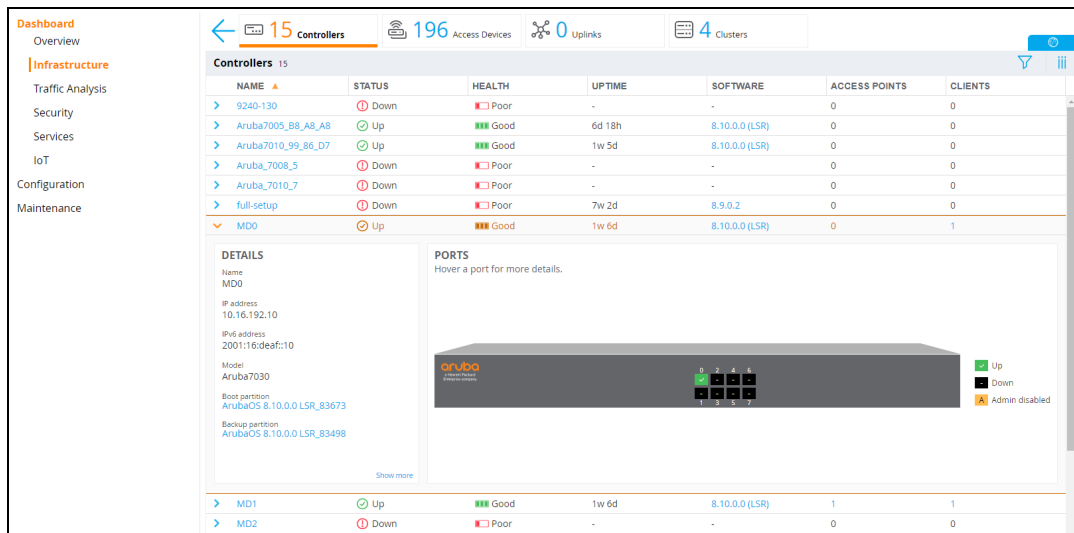 Dashboard
Overview
Infrastructure
Traffic Analysis
Security
Services
IoT
Configuration
Maintenance
15 Controllers
196 Access Devices
0 Uplinks
4 Clusters
Controllers 15
NAME STATUS HEALTH UPTIME SOFTWARE ACCESS POINTS CLIENTS
9240-130 Down Poor - - 0 0
Aruba7005_B8_A8_A8 Up Good 6d 18h 8.10.0.0 (LSR) 0 0
Aruba7010_99_86_D7 Up Good 1w 5d 8.10.0.0 (LSR) 0 0
Aruba_7008_5 Down Poor - - 0 0
Aruba_7010_7 Down Poor - - 0 0
full-setup Down Poor 7w 2d 8.9.0.2 0 0
MD0 Up Good 1w 6d 8.10.0.0 (LSR) 0 1
DETAILS
Name
MD0
IP address
10.16.192.10
IPv6 address
2001:16:deaf::10
Model
Aruba7030
Boot partition
ArubaOS 8.10.0.0 LSR_83673
Backup partition
ArubaOS 8.10.0.0 LSR_83498
Show more
PORTS
Hover a port for more details.
aruba
a Hewlett Packard
Enterprise company
0 2 4 6
- - -
- - - -
1 3 5 7
Up
- Down
A Admin disabled
MD1 Up Good 1w 6d 8.10.0.0 (LSR) 1 1
MD2 Down Poor - - 0 0